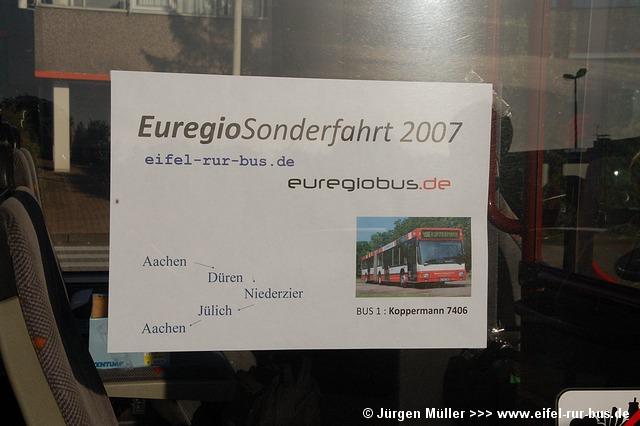 EuregioSonderfahrt 2007
eifel-rur-bus.de
euregiobus.de
Aachen
Düren
Niederzier
Jülich
Aachen
BUS 1 : Koppermann 7406
© Jürgen Müller >>> www.eifel-rur-bus.de